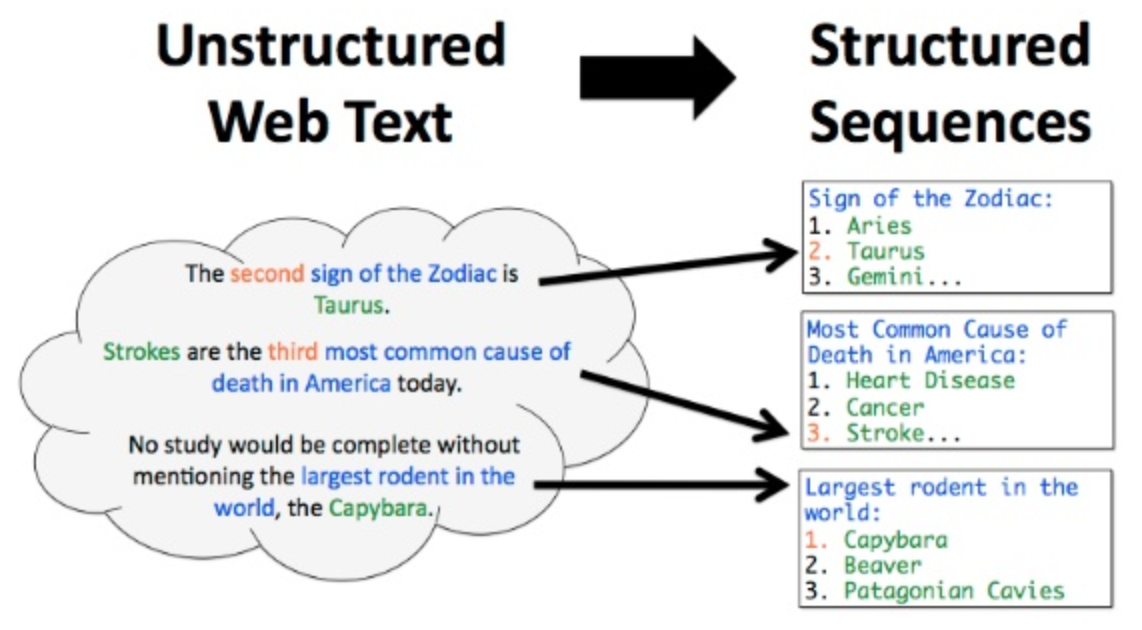 Unstructured
Web Text
Structured
Sequences
The second sign of the Zodiac is
Taurus.
Strokes are the third most common cause of
death in America today.
No study would be complete without
mentioning the largest rodent in the
world, the Capybara.
Sign of the Zodiac:
1. Aries
2. Taurus
3. Gemini...
Most Common Cause of
Death in America:
1. Heart Disease
2. Cancer
3. Stroke...
Largest rodent in the
world:
1. Capybara
2. Beaver
3. Patagonian Cavies